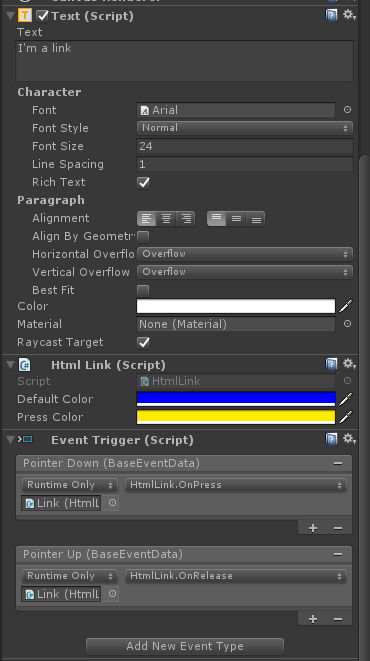 Text (Script)
Text
I'm a link
Character
Font Arial
Font Style Normal
Font Size 24
Line Spacing 1
Rich Text
Paragraph
Alignment
Align By Geometr
Horizontal Overflo Overflow
Vertical Overflow Overflow
Best Fit
Color
Material None (Material)
Raycast Target
Html Link (Script)
Script HtmlLink
Default Color
Press Color
Event Trigger (Script)
Pointer Down (BaseEventData)
Runtime Only HtmlLink.OnPress
Link (HtmlL
Pointer Up (BaseEventData)
Runtime Only HtmlLink.OnRelease
Link (HtmlL
Add New Event Type